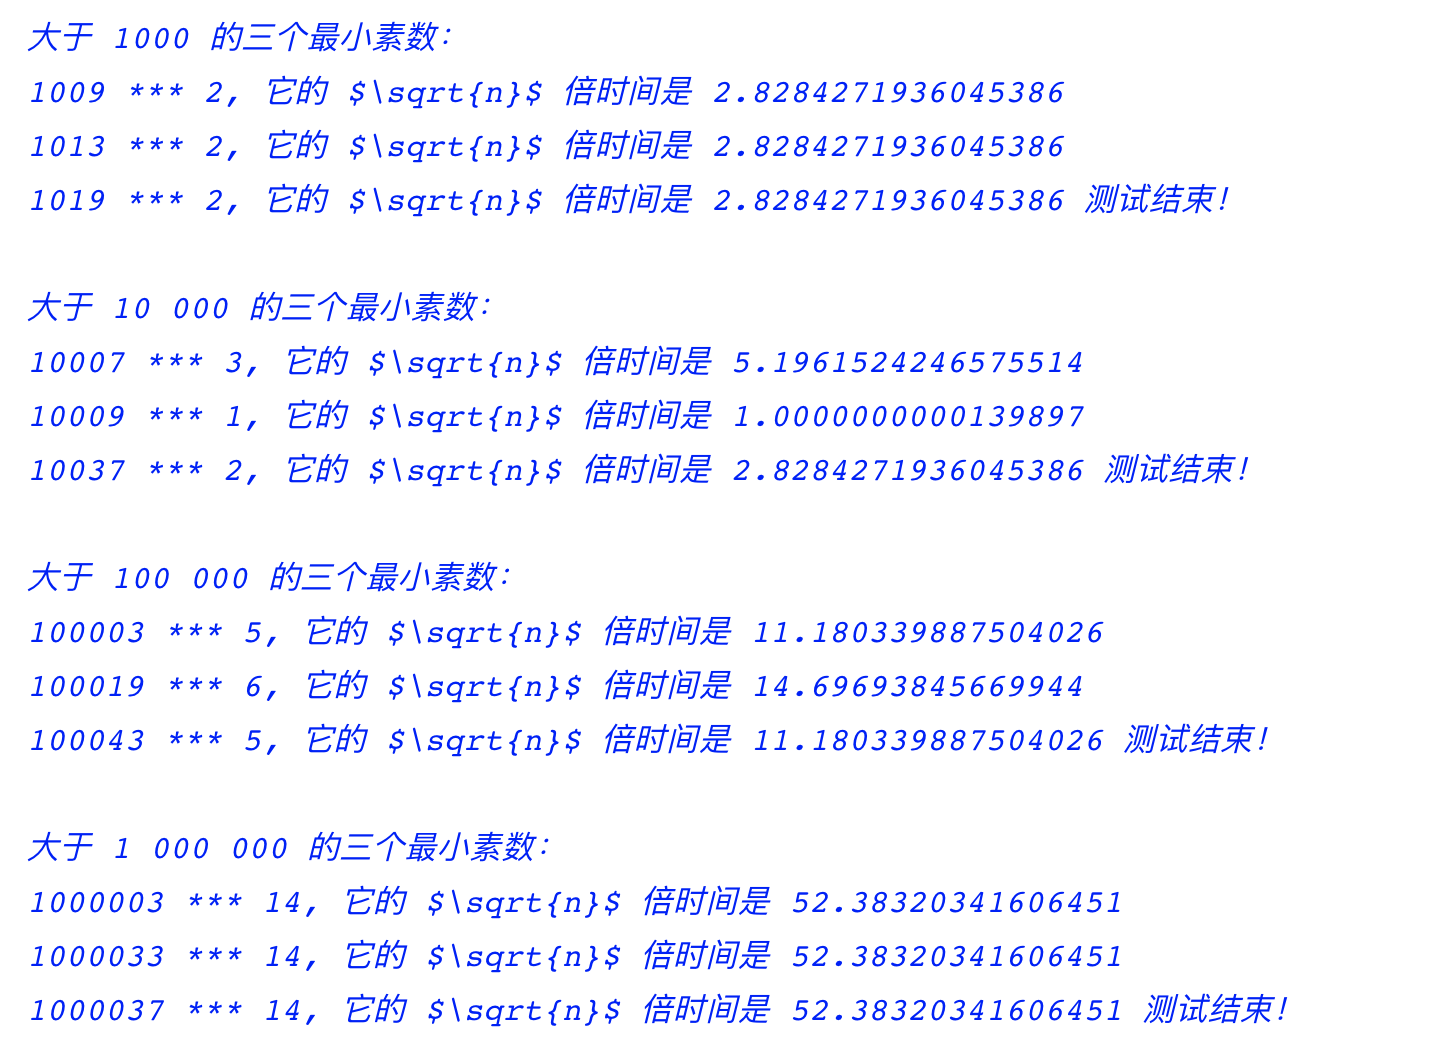 大于 1000 的三个最小素数：
1009 *** 2, 它的 $\sqrt{n}$ 倍时间是 2.8284271936045386
1013 *** 2, 它的 $\sqrt{n}$ 倍时间是 2.8284271936045386
1019 *** 2, 它的 $\sqrt{n}$ 倍时间是 2.8284271936045386 测试结束！
大于 10 000 的三个最小素数：
10007 *** 3, 它的 $\sqrt{n}$ 倍时间是 5.1961524246575514
10009 *** 1, 它的 $\sqrt{n}$ 倍时间是 1.0000000000139897
10037 *** 2, 它的 $\sqrt{n}$ 倍时间是 2.8284271936045386 测试结束！
大于 100 000 的三个最小素数：
100003 *** 5, 它的 $\sqrt{n}$ 倍时间是 11.180339887504026
100019 *** 6, 它的 $\sqrt{n}$ 倍时间是 14.69693845669944
100043 *** 5, 它的 $\sqrt{n}$ 倍时间是 11.180339887504026 测试结束！
大于 1 000 000 的三个最小素数：
1000003 *** 14, 它的 $\sqrt{n}$ 倍时间是 52.38320341606451
1000033 *** 14, 它的 $\sqrt{n}$ 倍时间是 52.38320341606451
1000037 *** 14, 它的 $\sqrt{n}$ 倍时间是 52.38320341606451 测试结束！